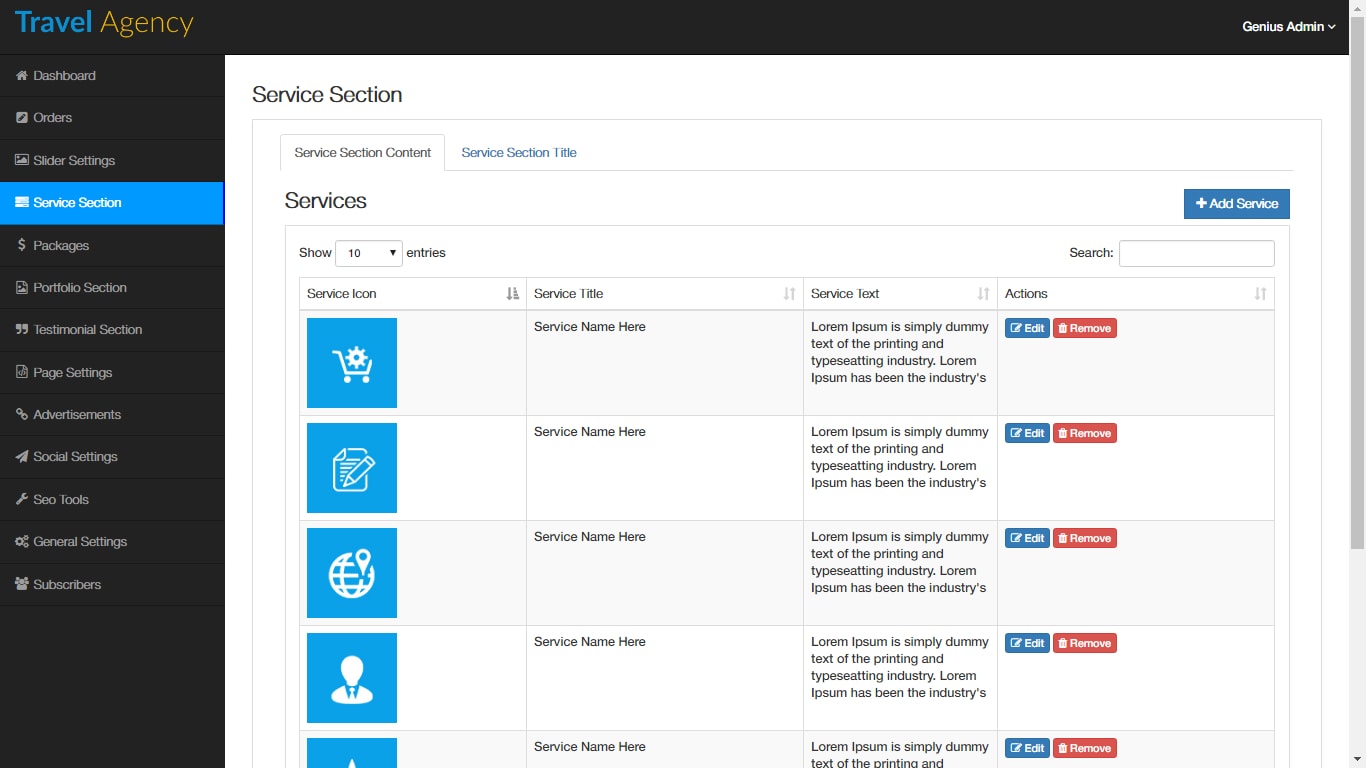 Travel Agency
Genius Admin
Dashboard
Orders
Slider Settings
Service Section
Packages
Portfolio Section
Testimonial Section
Page Settings
Advertisements
Social Settings
Seo Tools
General Settings
Subscribers
Service Section
Service Section Content
Service Section Title
Services
Add Service
Show 10 entries
Search:
Service Icon
Service Title
Service Text
Actions
Service Name Here
Lorem Ipsum is simply dummy
text of the printing and
typeseatting industry. Lorem
Ipsum has been the industry's
Edit
Remove
Service Name Here
Lorem Ipsum is simply dummy
text of the printing and
typeseatting industry. Lorem
Ipsum has been the industry's
Edit
Remove
Service Name Here
Lorem Ipsum is simply dummy
text of the printing and
typeseatting industry. Lorem
Ipsum has been the industry's
Edit
Remove
Service Name Here
Lorem Ipsum is simply dummy
text of the printing and
typeseatting industry. Lorem
Ipsum has been the industry's
Edit
Remove
Service Name Here
Lorem Ipsum is simply dummy
text of the printing and
Edit
Remove